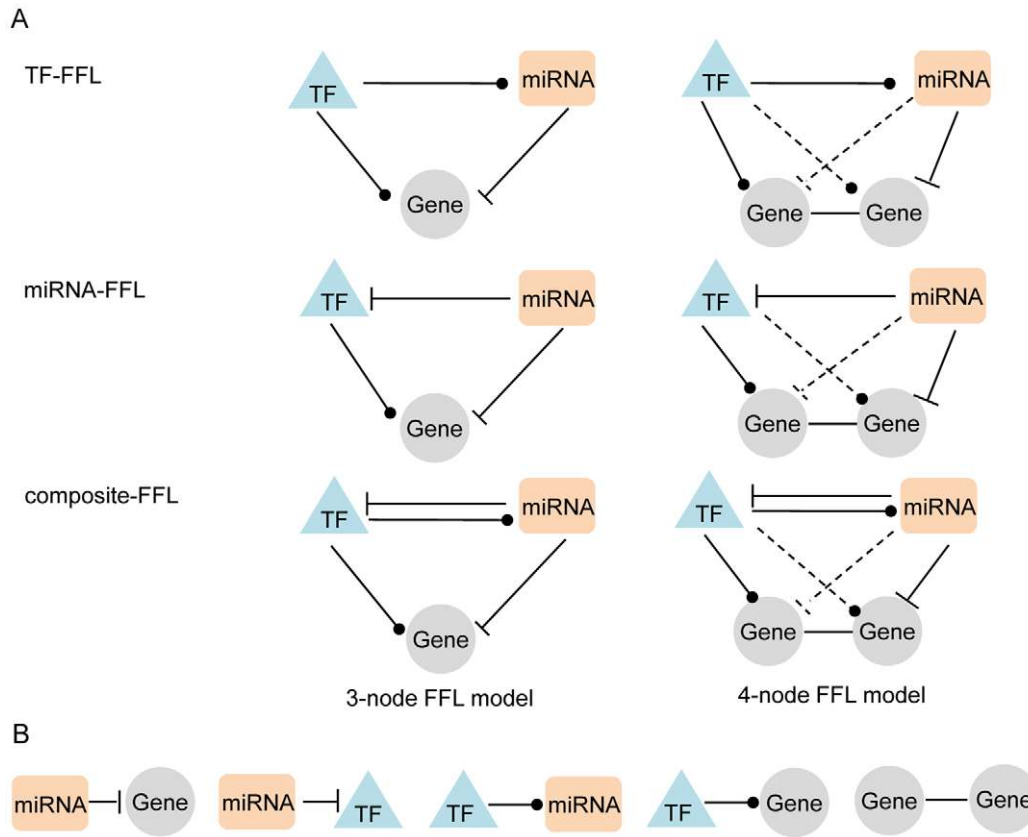 A
TF-FFL
TF miRNA TF miRNA
Gene Gene Gene
miRNA-FFL
TF miRNA TF miRNA
Gene Gene Gene
composite-FFL
TF miRNA TF miRNA
Gene Gene Gene
3-node FFL model 4-node FFL model
B
miRNA Gene miRNA TF TF miRNA TF Gene Gene Gene